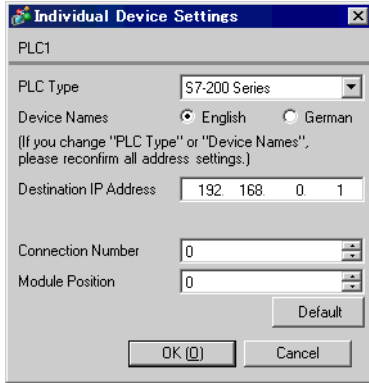 Individual Device Settings
PLC1
PLC Type S7-200 Series
Device Names English German
(If you change "PLC Type" or "Device Names",
please reconfirm all address settings.)
Destination IP Address 192. 168. 0. 1
Connection Number 0
Module Position 0
Default
OK (O) Cancel